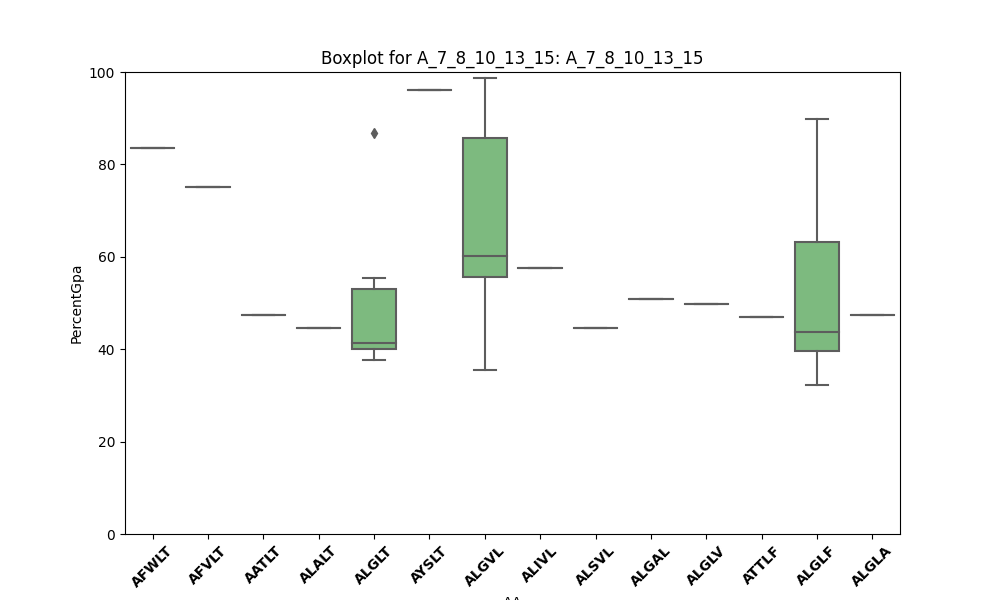 Boxplot for A_7_8_10_13_15: A_7_8_10_13_15
100
80
60
40
20
0
PercentGpa
AFWLT AFVLT AATLT ALALT ALGLT AYSLT ALGVL ALIVL ALSVL ALGAL ALGLV ATTLF ALGLF ALGLA